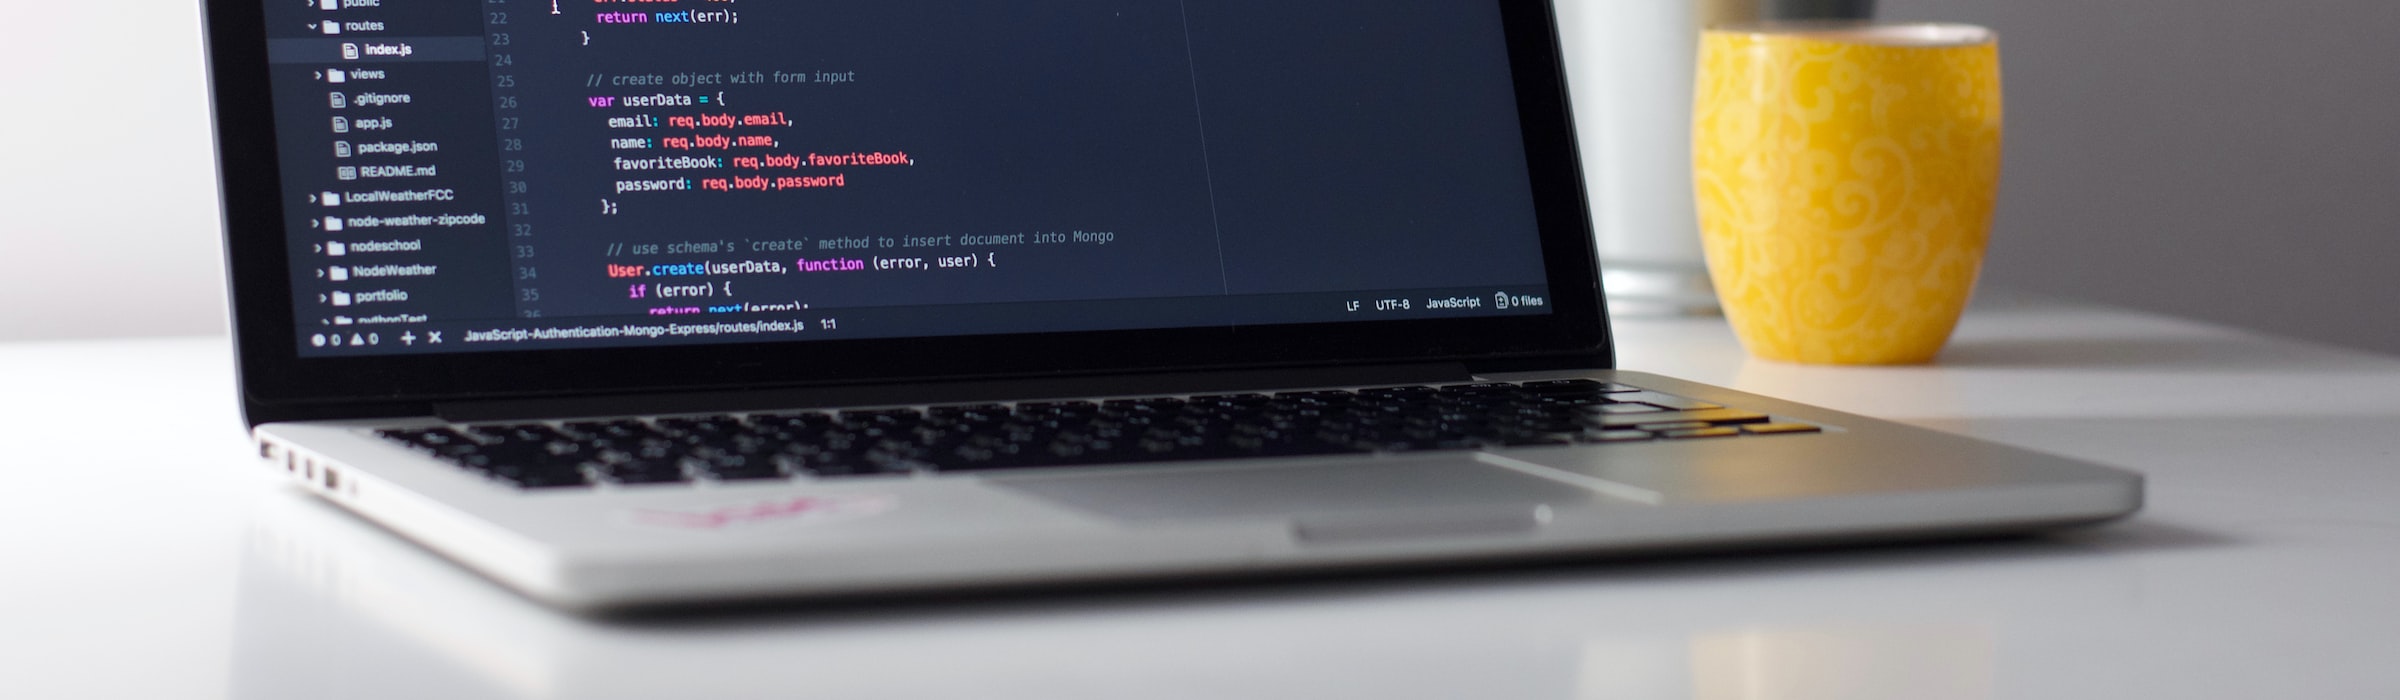 public
routes
index.js
views
.gitignore
app.js
package.json
README.md
LocalWeatherFCC
node-weather-zipcode
nodeschool
NodeWeather
portfolio
pythonTest
22 return next(err);
23 }
24
25 // create object with form input
26 var userData = {
27 email: req.body.email,
28 name: req.body.name,
29 favoriteBook: req.body.favoriteBook,
30 password: req.body.password
31 };
32
33 // use schema's `create` method to insert document into Mongo
34 User.create(userData, function (error, user) {
35 if (error) {
36 return next(error);
0 0 JavaScript-Authentication-Mongo-Express/routes/index.js 1:1 LF UTF-8 JavaScript 0 files